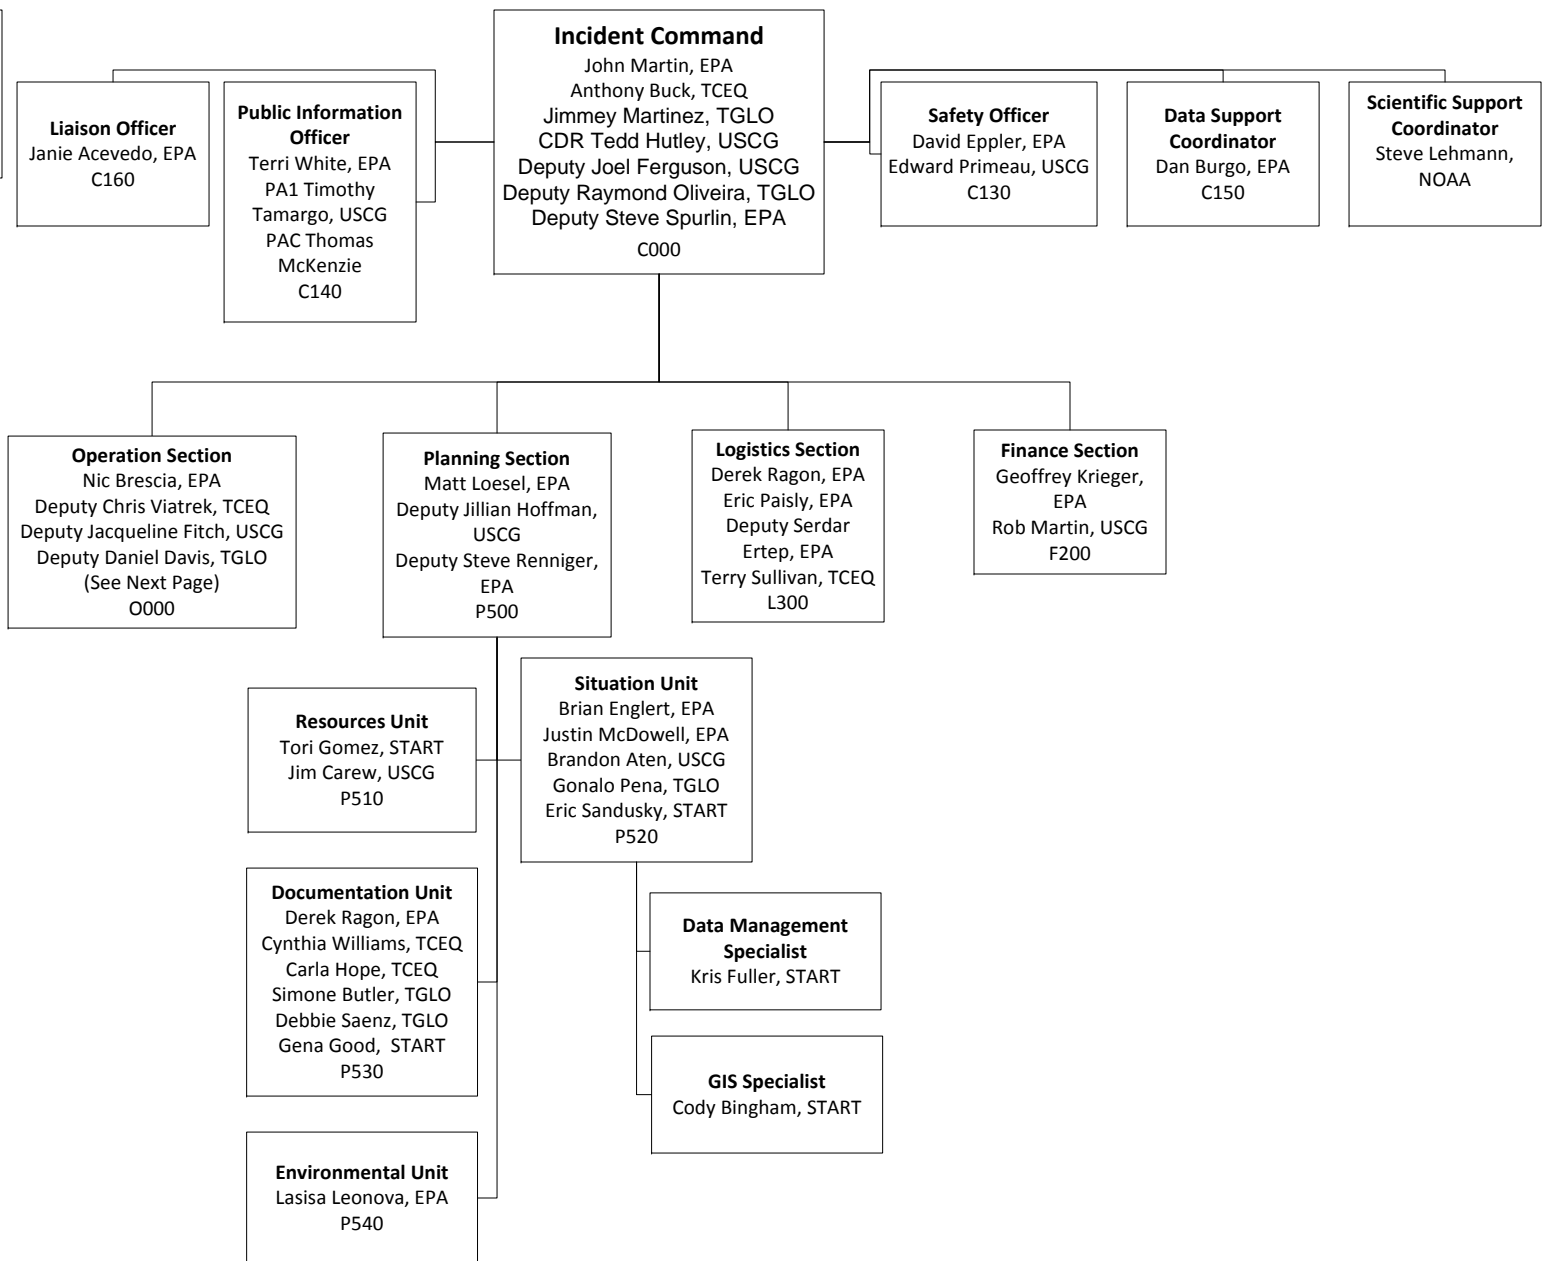 Incident Command
John Martin, EPA
Anthony Buck, TCEQ
Jimmey Martinez, TGLO
CDR Tedd Hutley, USCG
Deputy Joel Ferguson, USCG
Deputy Raymond Oliveira, TGLO
Deputy Steve Spurlin, EPA
C000
Liaison Officer
Janie Acevedo, EPA
C160
Public Information
Officer
Terri White, EPA
PA1 Timothy
Tamargo, USCG
PAC Thomas
McKenzie
C140
Safety Officer
David Eppler, EPA
Edward Primeau, USCG
C130
Data Support
Coordinator
Dan Burgo, EPA
C150
Scientific Support
Coordinator
Steve Lehmann,
NOAA
Operation Section
Nic Brescia, EPA
Deputy Chris Viatrek, TCEQ
Deputy Jacqueline Fitch, USCG
Deputy Daniel Davis, TGLO
(See Next Page)
O000
Planning Section
Matt Loesel, EPA
Deputy Jillian Hoffman,
USCG
Deputy Steve Renniger,
EPA
P500
Logistics Section
Derek Ragon, EPA
Eric Paisly, EPA
Deputy Serdar
Ertep, EPA
Terry Sullivan, TCEQ
L300
Finance Section
Geoffrey Krieger,
EPA
Rob Martin, USCG
F200
Resources Unit
Tori Gomez, START
Jim Carew, USCG
P510
Situation Unit
Brian Englert, EPA
Justin McDowell, EPA
Brandon Aten, USCG
Gonalo Pena, TGLO
Eric Sandusky, START
P520
Documentation Unit
Derek Ragon, EPA
Cynthia Williams, TCEQ
Carla Hope, TCEQ
Simone Butler, TGLO
Debbie Saenz, TGLO
Gena Good,  START
P530
Data Management
Specialist
Kris Fuller, START
GIS Specialist
Cody Bingham, START
Environmental Unit
Lasisa Leonova, EPA
P540